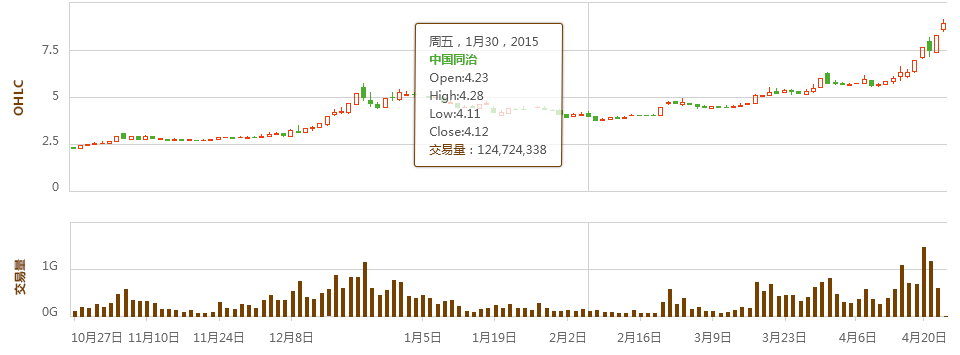 OHLC
7.5
5
2.5
0
周五，1月30，2015
中国同治
Open:4.23
High:4.28
Low:4.11
Close:4.12
交易量：124,724,338
交易量
1G
0G
10月27日 11月10日 11月24日 12月8日 1月5日 1月19日 2月2日 2月16日 3月9日 3月23日 4月6日 4月20日